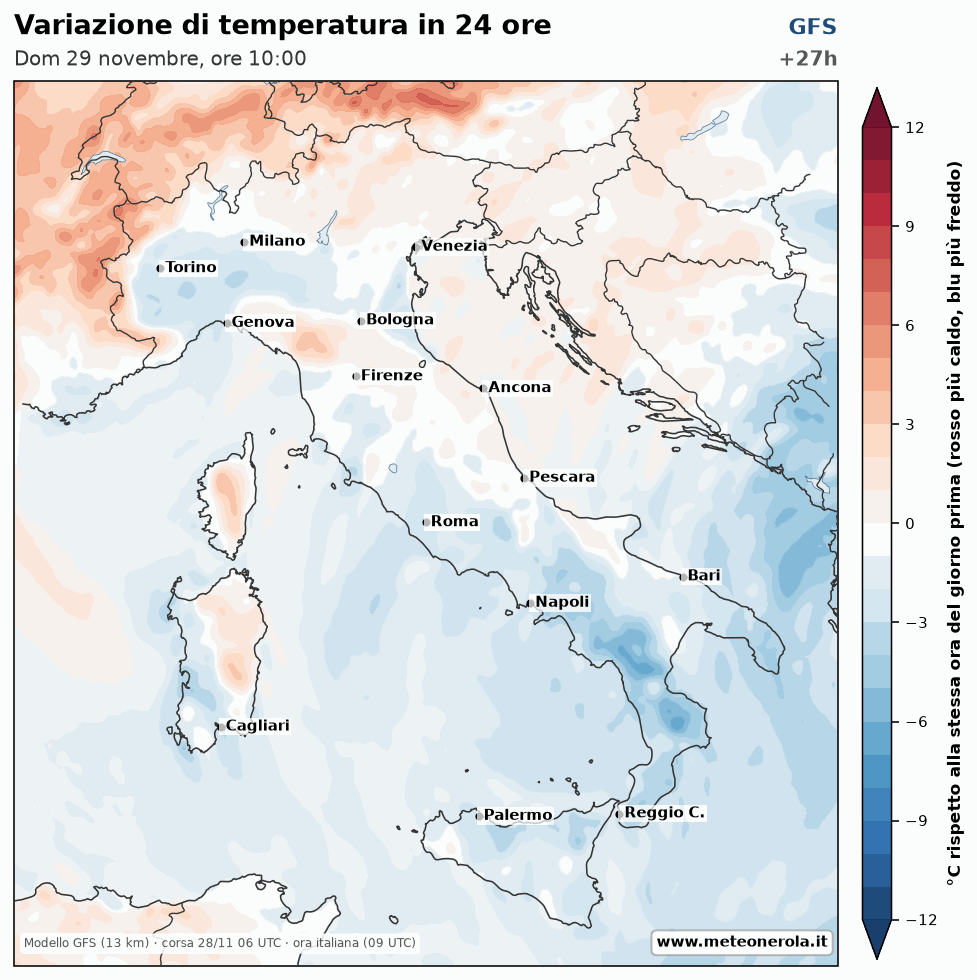 Variazione di temperatura in 24 ore
GFS
Dom 29 novembre, ore 10:00
+27h
Milano
Venezia
Torino
Genova
Bologna
Firenze
Ancona
Pescara
Roma
Bari
Napoli
Cagliari
Palermo
Reggio C.
12
9
6
3
0
−3
−6
−9
−12
°C rispetto alla stessa ora del giorno prima (rosso più caldo, blu più freddo)
Modello GFS (13 km) · corsa 28/11 06 UTC · ora italiana (09 UTC)
www.meteonerola.it